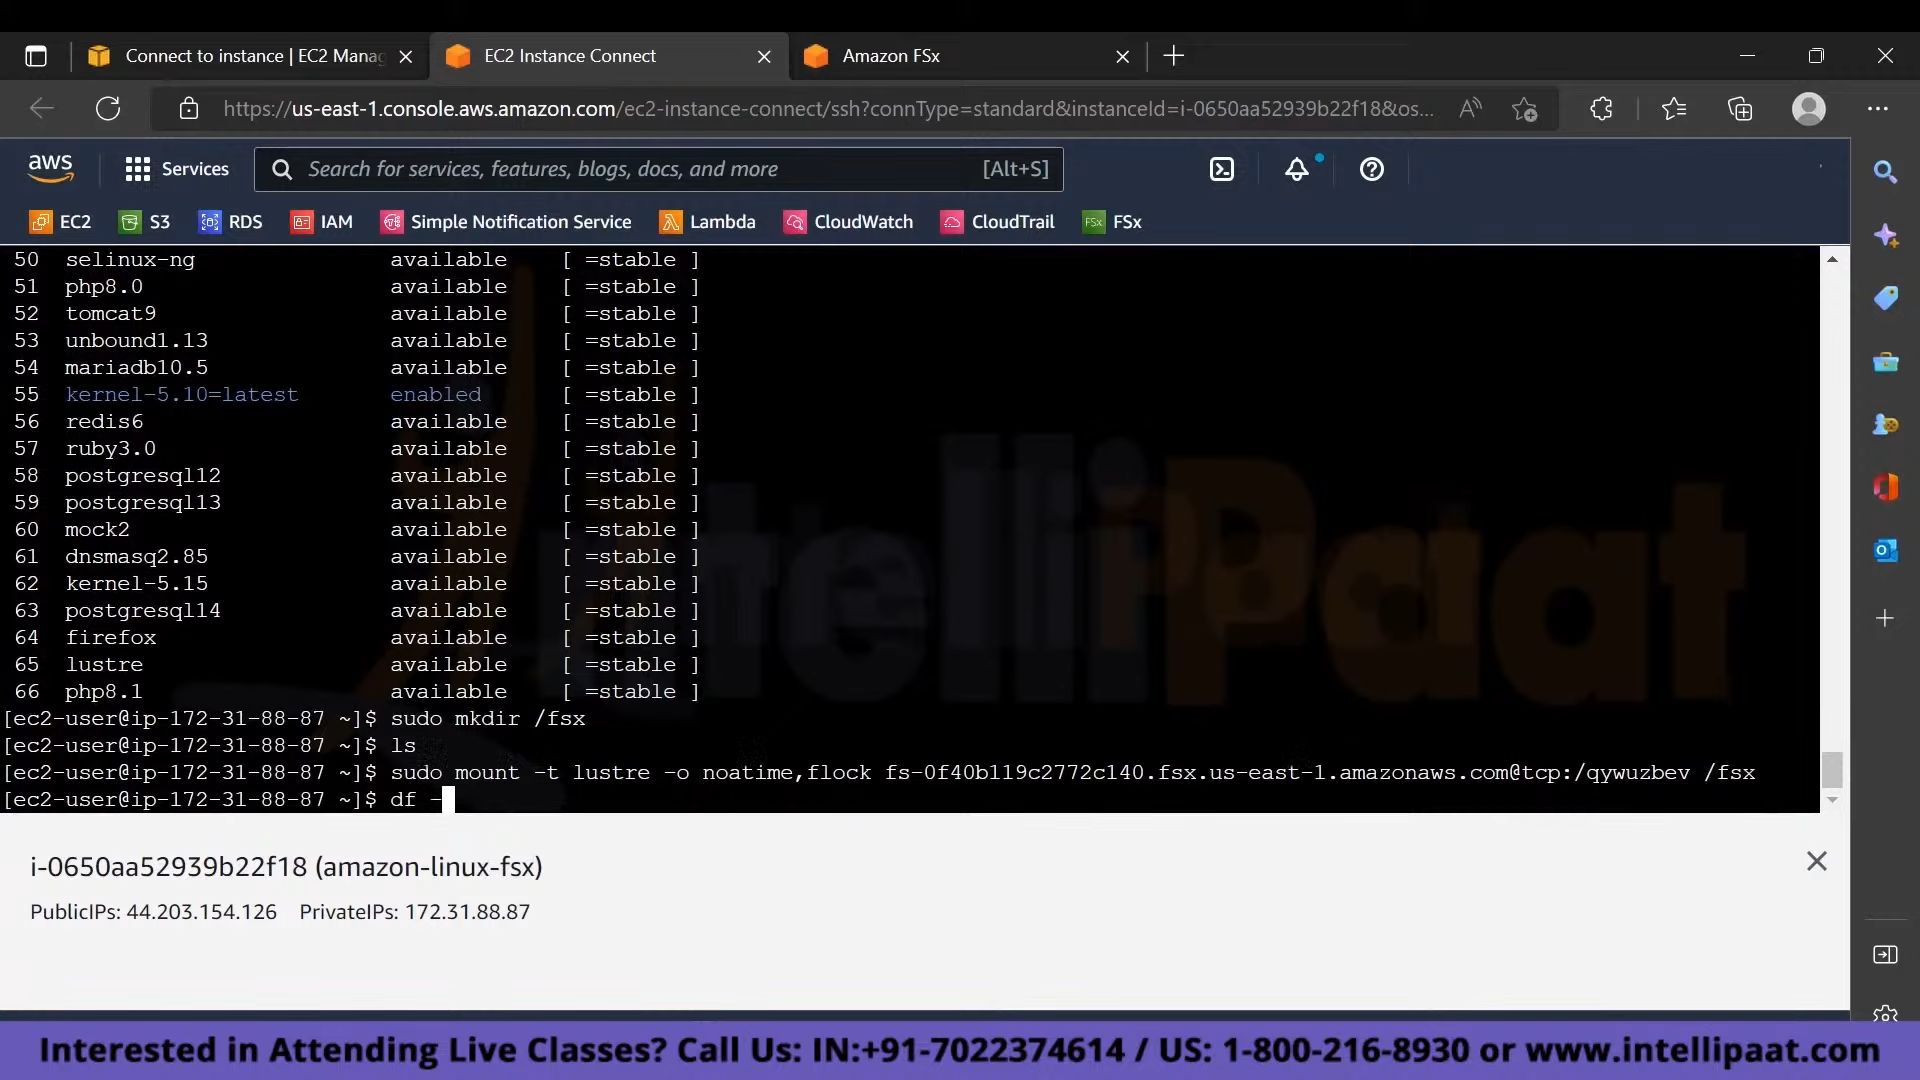 Connect to instance | EC2 Manag
EC2 Instance Connect
Amazon FSx
https://us-east-1.console.aws.amazon.com/ec2-instance-connect/ssh?connType=standard&instanceId=i-0650aa52939b22f18&os...
aws
Services
Search for services, features, blogs, docs, and more
[Alt+S]
EC2
S3
RDS
IAM
Simple Notification Service
Lambda
CloudWatch
CloudTrail
FSx
FSx
50 selinux-ng available [ =stable ]
51 php8.0 available [ =stable ]
52 tomcat9 available [ =stable ]
53 unbound1.13 available [ =stable ]
54 mariadb10.5 available [ =stable ]
55 kernel-5.10=latest enabled [ =stable ]
56 redis6 available [ =stable ]
57 ruby3.0 available [ =stable ]
58 postgresql12 available [ =stable ]
59 postgresql13 available [ =stable ]
60 mock2 available [ =stable ]
61 dnsmasq2.85 available [ =stable ]
62 kernel-5.15 available [ =stable ]
63 postgresql14 available [ =stable ]
64 firefox available [ =stable ]
65 lustre available [ =stable ]
66 php8.1 available [ =stable ]
[ec2-user@ip-172-31-88-87 ~]$ sudo mkdir /fsx
[ec2-user@ip-172-31-88-87 ~]$ ls
[ec2-user@ip-172-31-88-87 ~]$ sudo mount -t lustre -o noatime,flock fs-0f40b119c2772c140.fsx.us-east-1.amazonaws.com@tcp:/qywuzbev /fsx
[ec2-user@ip-172-31-88-87 ~]$ df -
intelliPaat
i-0650aa52939b22f18 (amazon-linux-fsx)
PublicIPs: 44.203.154.126 PrivateIPs: 172.31.88.87
Interested in Attending Live Classes? Call Us: IN:+91-7022374614 / US: 1-800-216-8930 or www.intellipaat.com